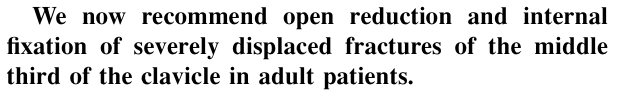 We now recommend open reduction and internal
fixation of severely displaced fractures of the middle
third of the clavicle in adult patients.